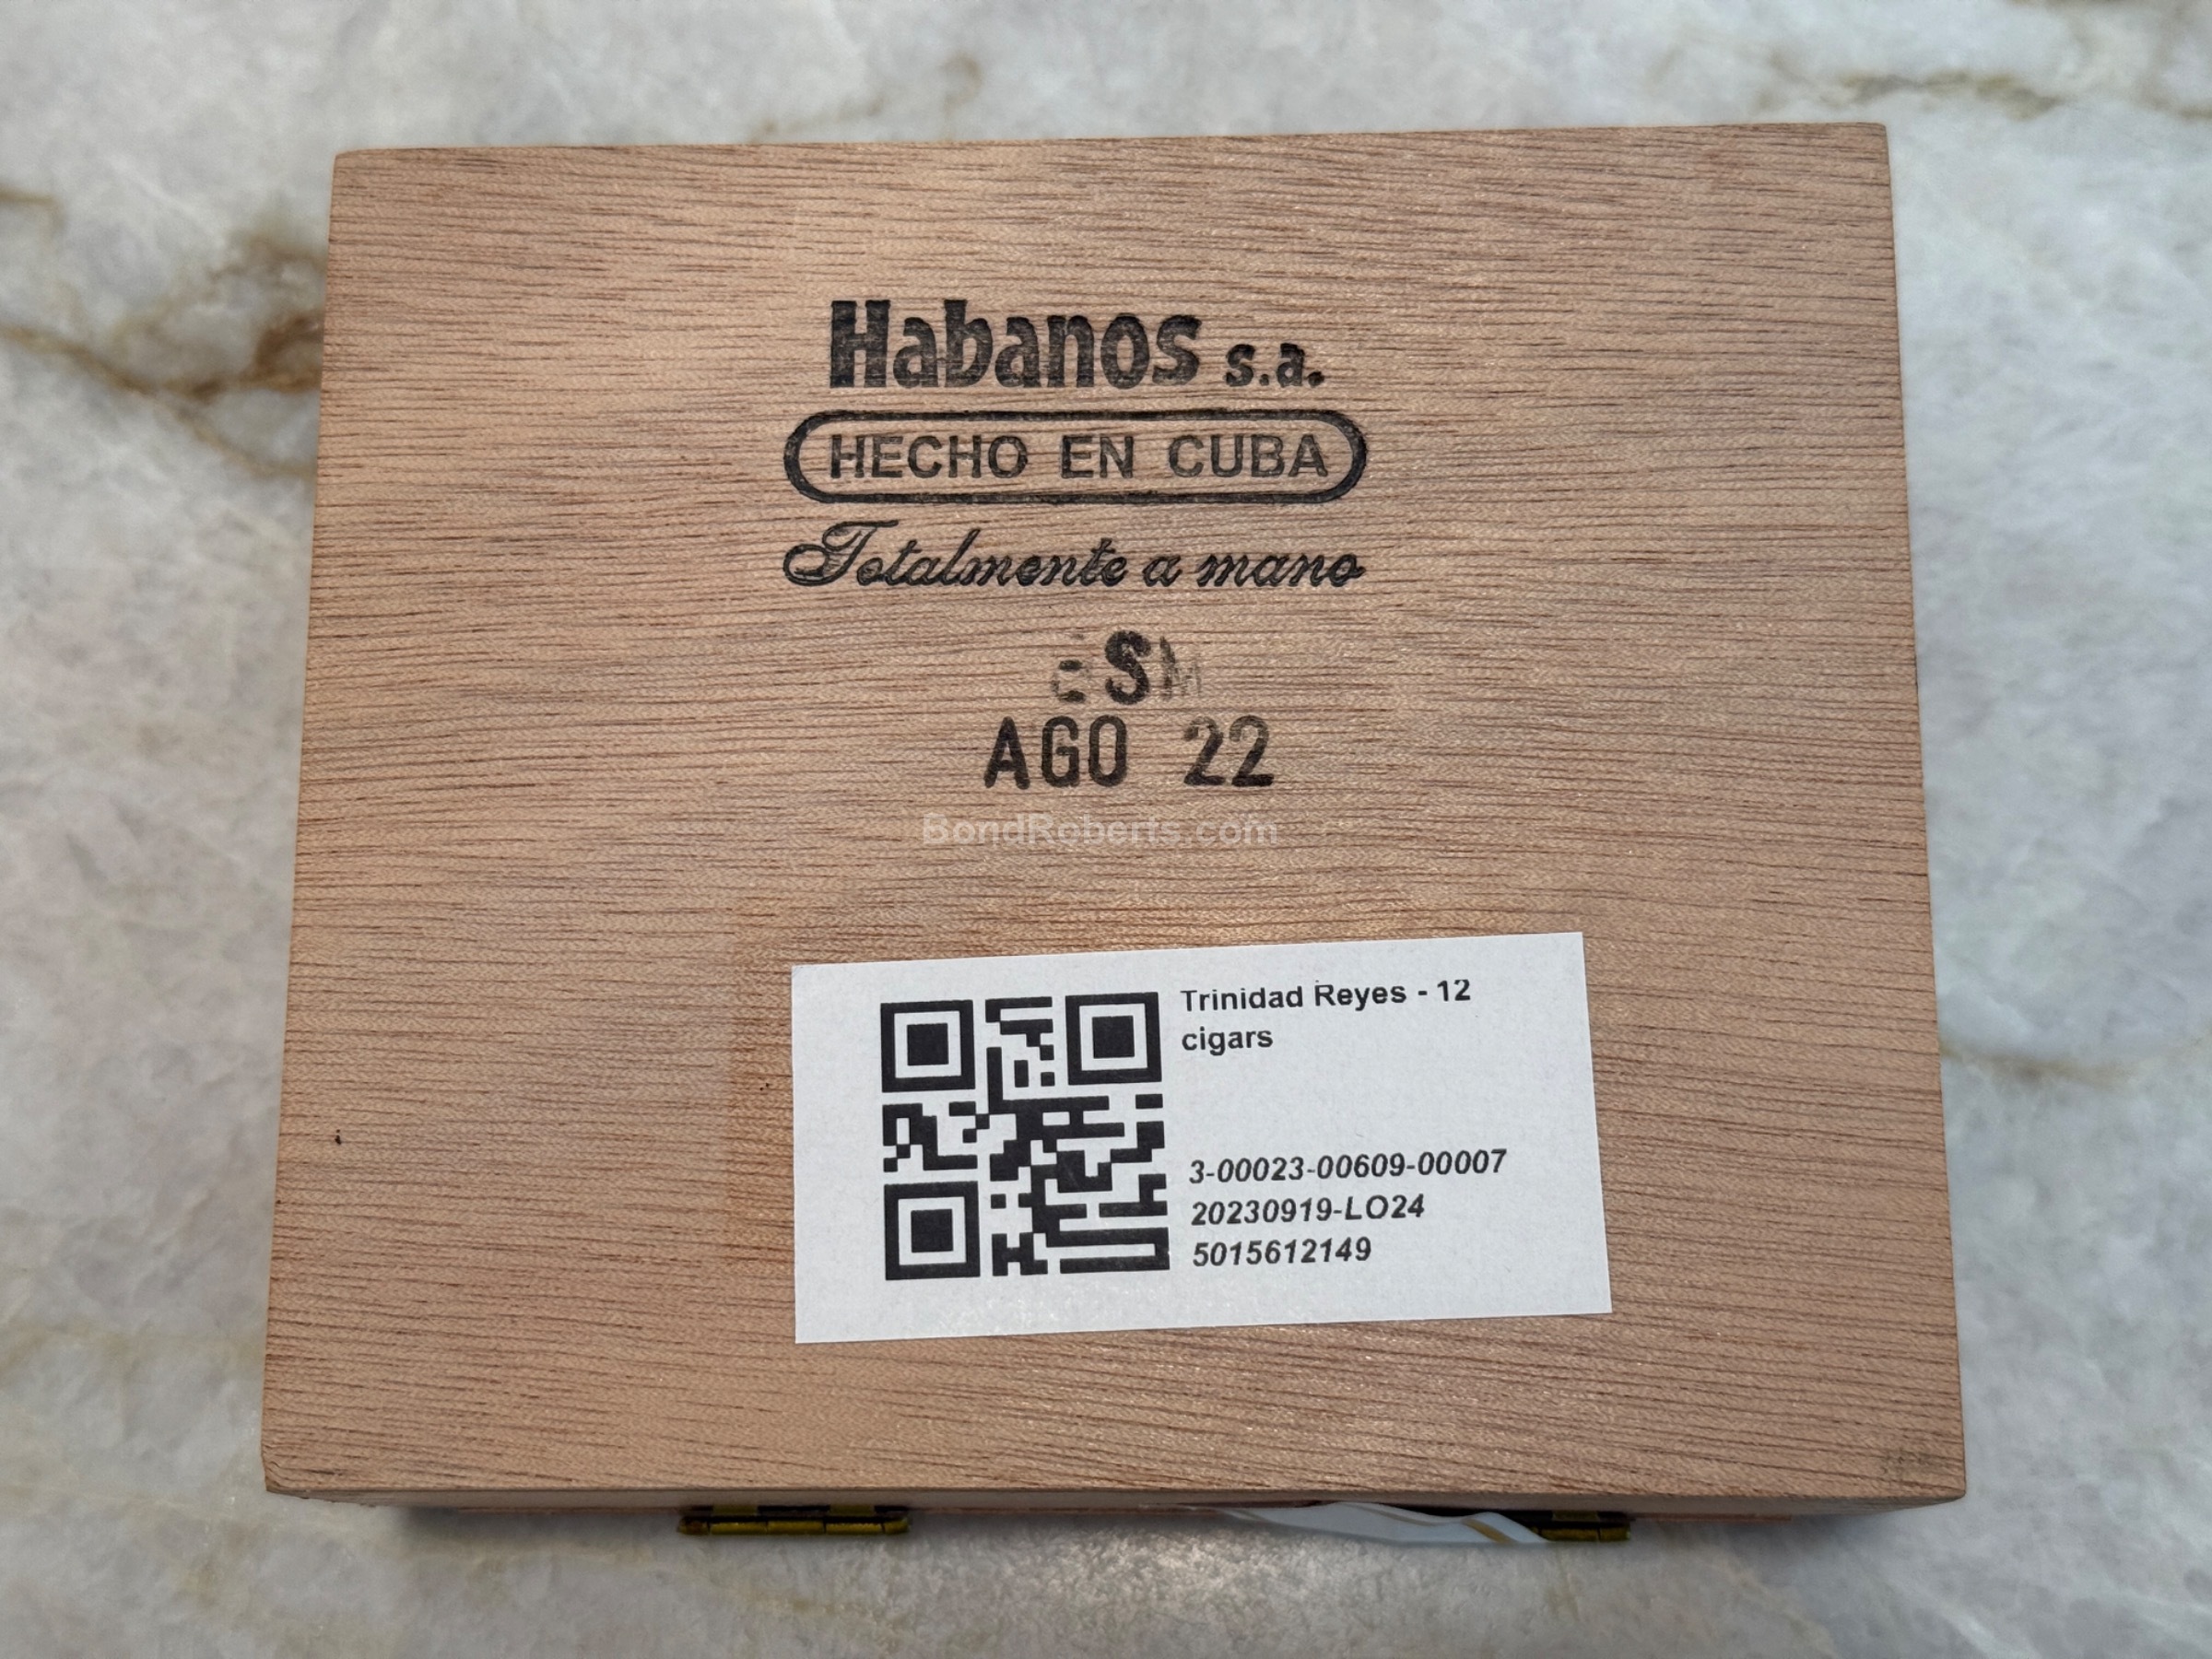 Habanos s.a.
HECHO EN CUBA
Totalmente a mano
AGO 22
BondRoberts.com
Trinidad Reyes - 12
cigars
3-00023-00609-00007
20230919-LO24
5015612149